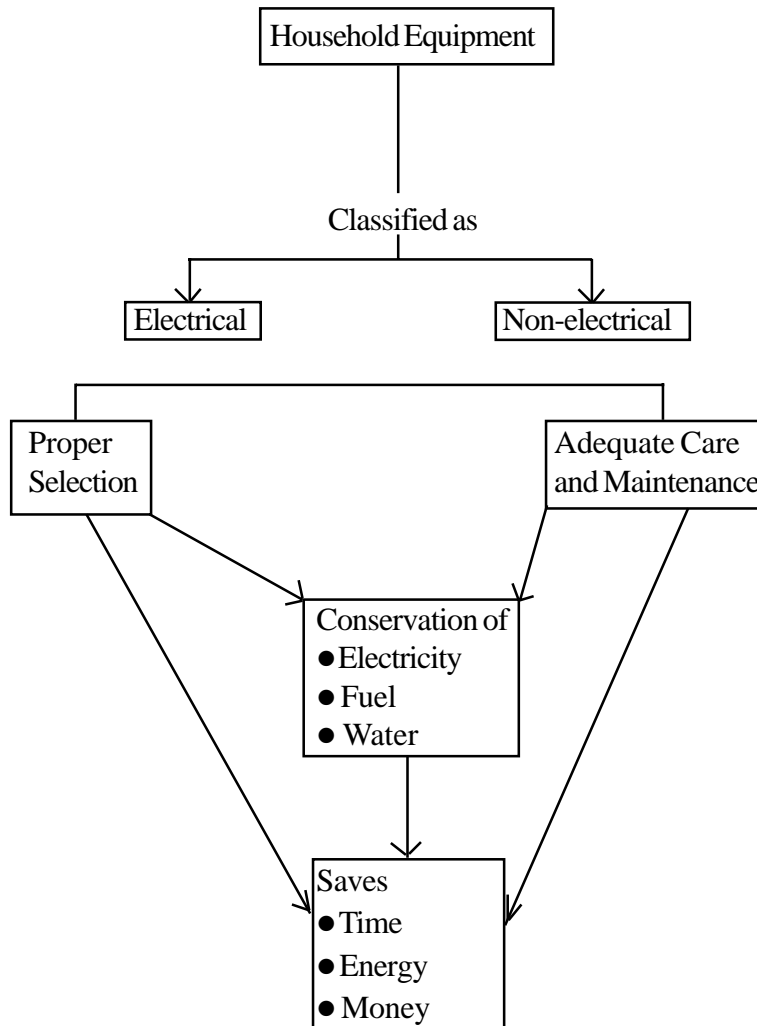 Household Equipment
Classified as
Electrical
Non-electrical
Proper
Selection
Adequate Care
and Maintenance
Conservation of
● Electricity
● Fuel
● Water
Saves
● Time
● Energy
● Money